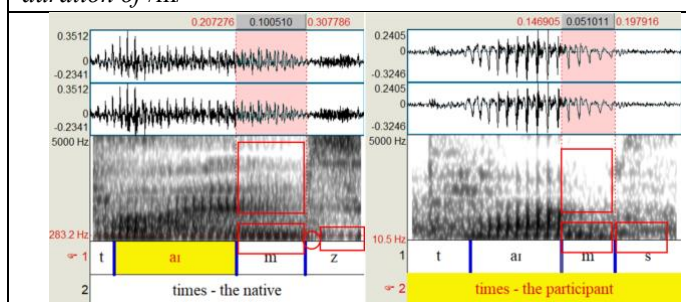 duration of /m/
0.207276 0.100510 0.307786
0.3512
0
-0.2341
0.3512
0
-0.2341
5000 Hz
283.2 Hz
1 t aɪ m z
2 times - the native
0.146905 0.051011 0.197916
0.2405
0
-0.3246
0.2405
0
-0.3246
5000 Hz
10.5 Hz
1 t aɪ m s
2 times - the participant